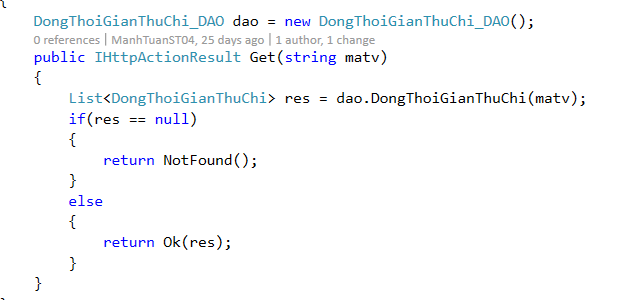 {
DongThoiGianThuChi_DAO dao = new DongThoiGianThuChi_DAO();
0 references | ManhTuanST04, 25 days ago | 1 author, 1 change
public IHttpActionResult Get(string matv)
{
List<DongThoiGianThuChi> res = dao.DongThoiGianThuChi(matv);
if(res == null)
{
return NotFound();
}
else
{
return Ok(res);
}
}